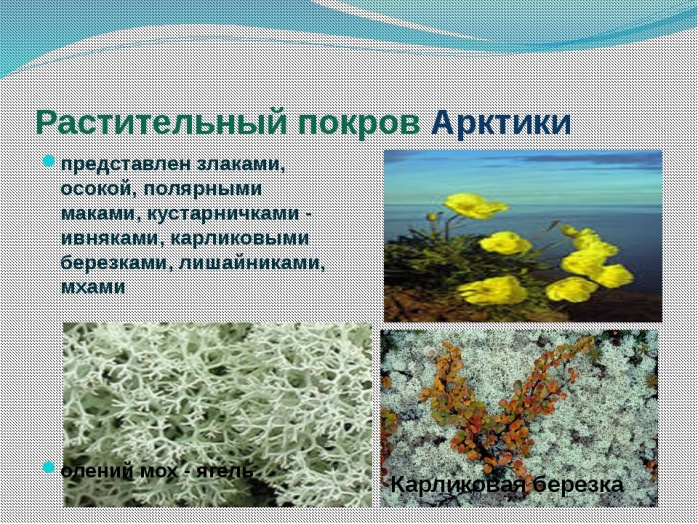 Растительный покров Арктики
представлен злаками,
осокой, полярными
маками, кустарничками -
ивняками, карликовыми
березками, лишайниками,
мхами
олений мох - ягель
Карликовая березка